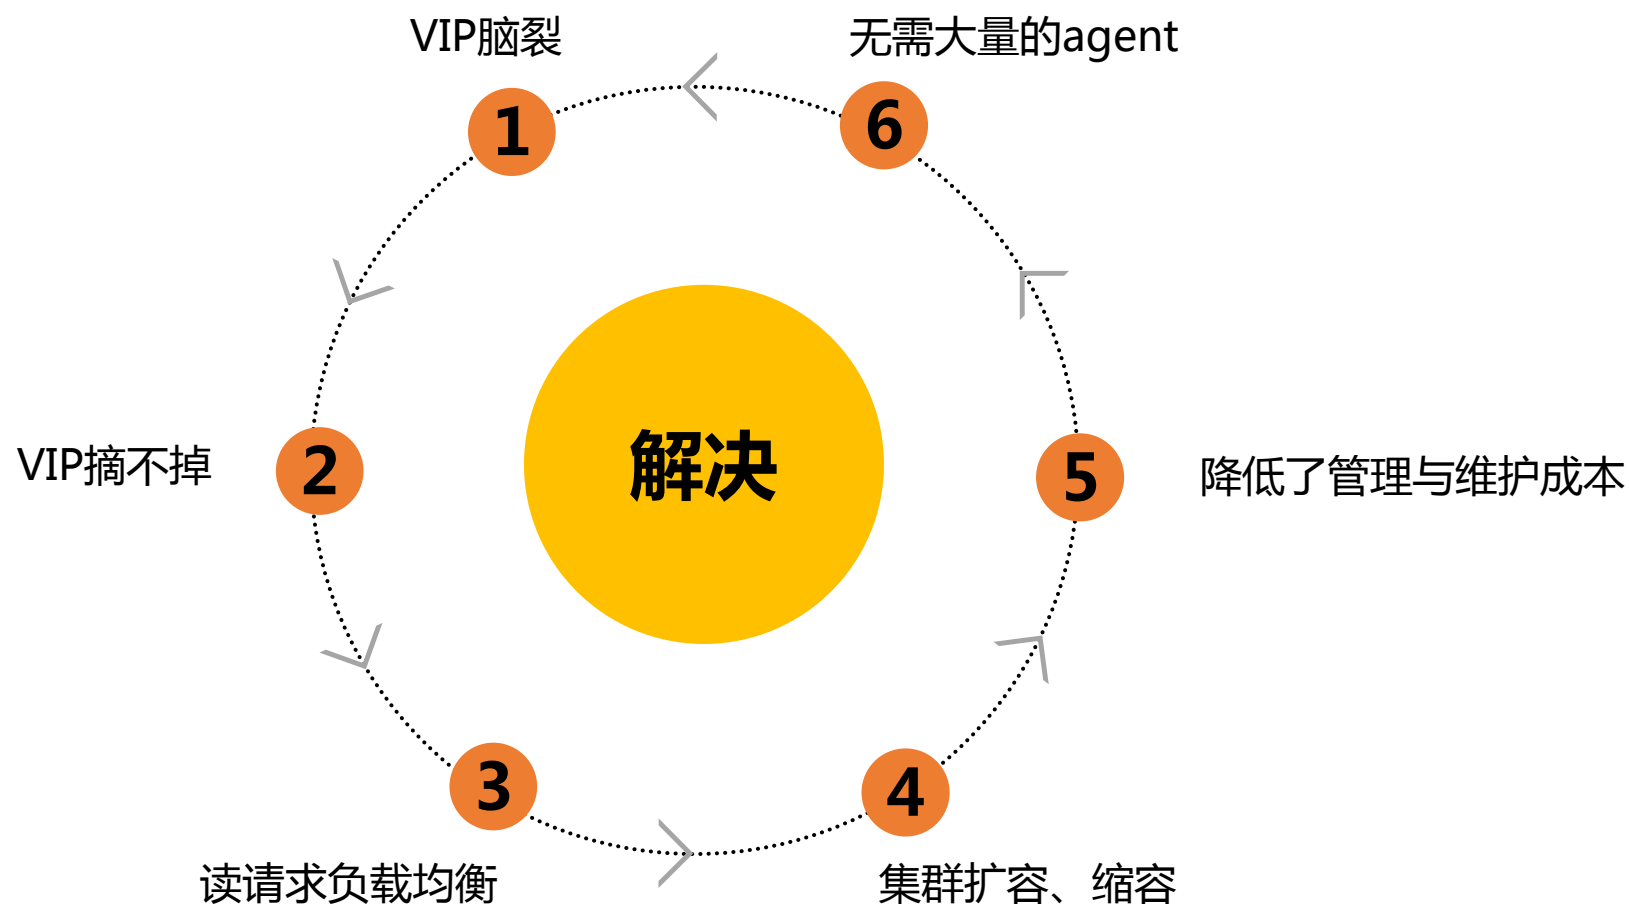 VIP脑裂
1
VIP摘不掉
2
读请求负载均衡
3
集群扩容、缩容
4
降低了管理与维护成本
5
无需大量的agent
6
解决